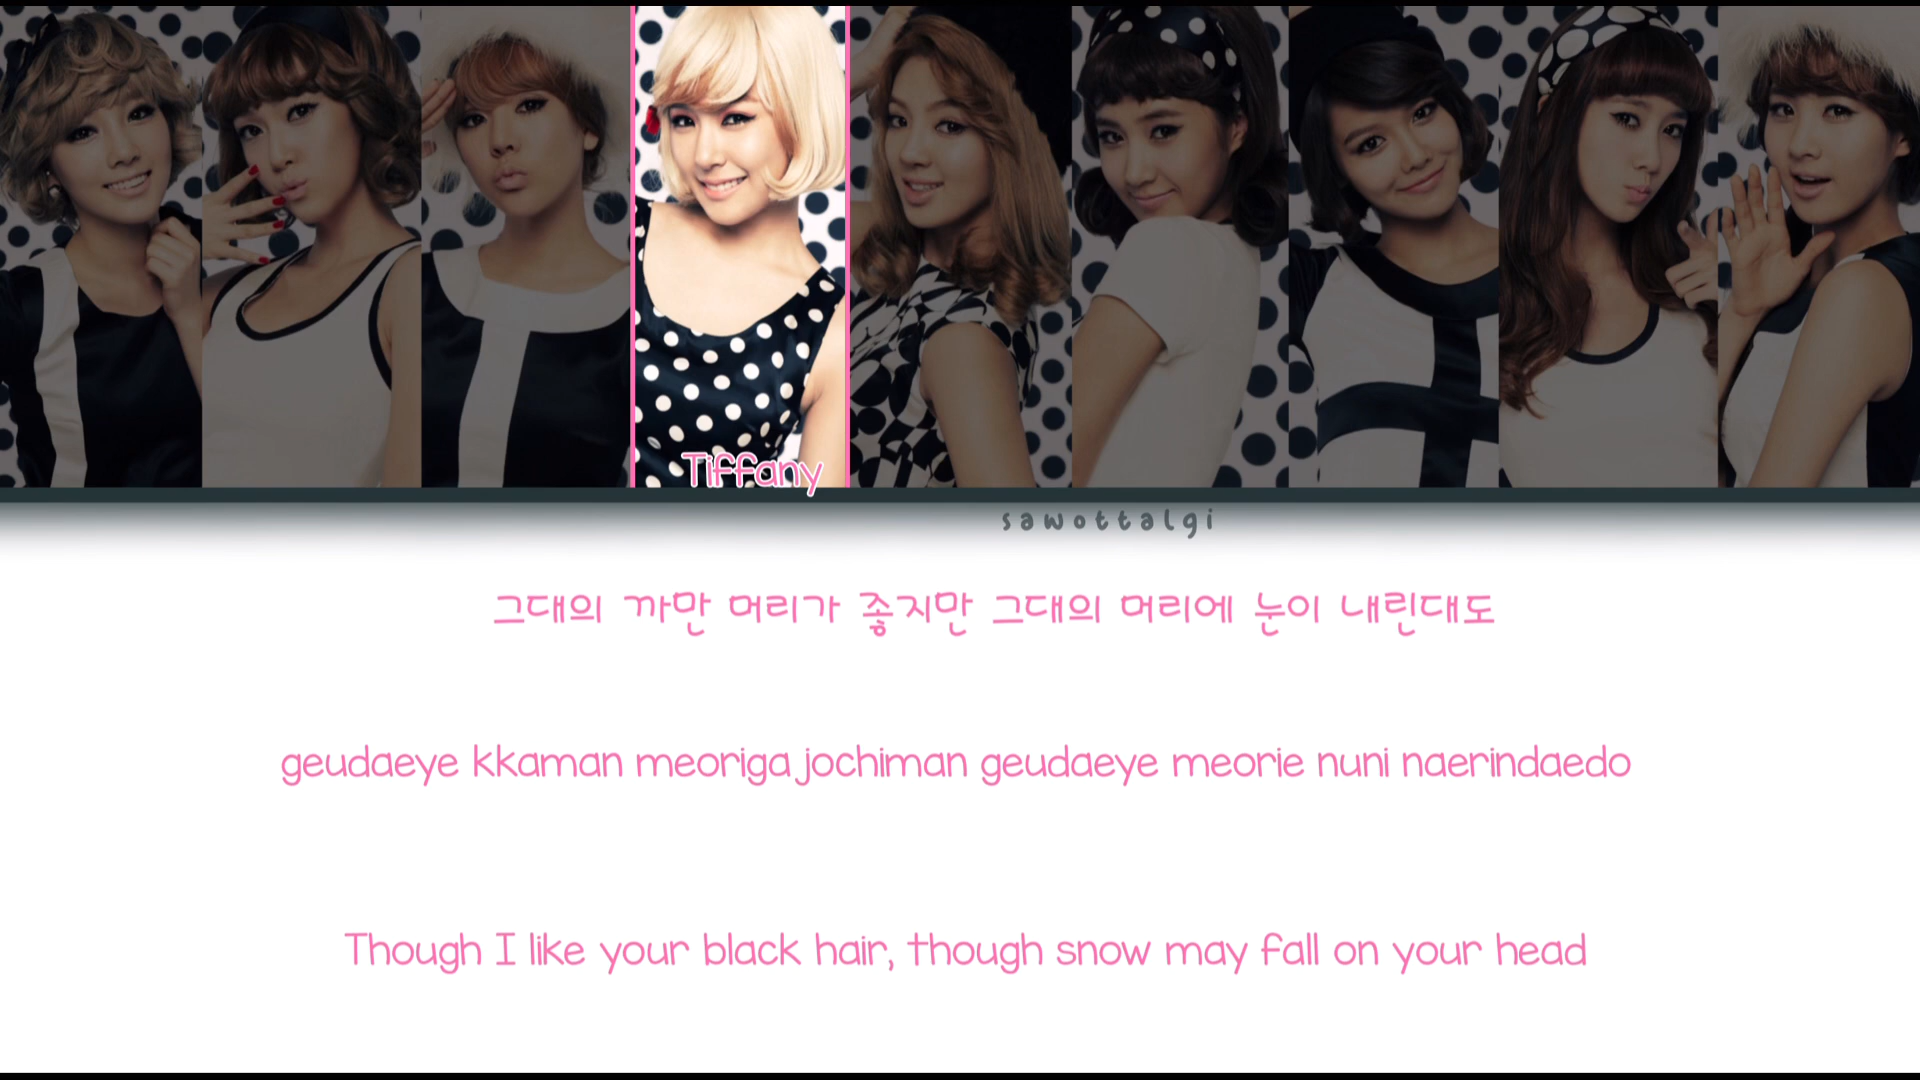 Tiffany
sawottalgi
그대의 까만 머리가 좋지만 그대의 머리에 눈이 내린대도
geudaeye kkaman meoriga jochiman geudaeye meorie nuni naerindaedo
Though I like your black hair, though snow may fall on your head